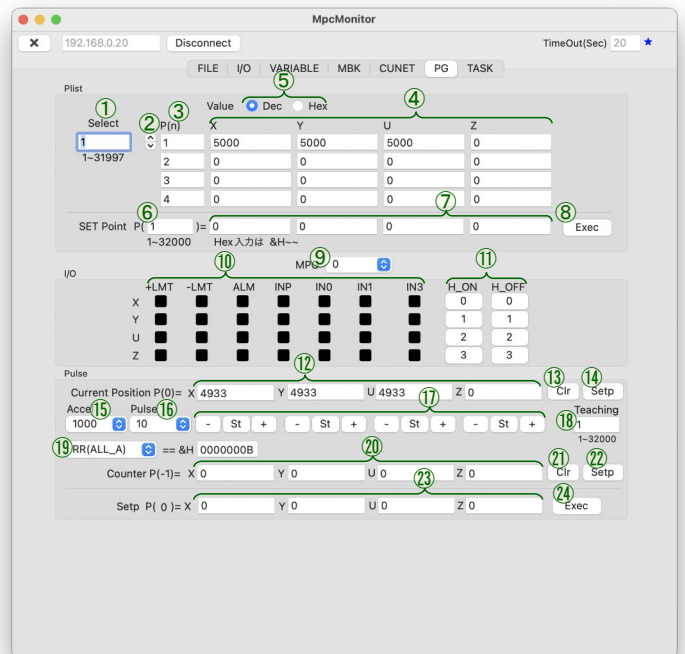 MpcMonitor
192.168.0.20 Disconnect TimeOut(Sec) 20 ★
FILE I/O VARIABLE MBK CUNET PG TASK
Plist
⑤
Value Dec Hex
① ② ③ ④
Select P(n) X Y U Z
1 1 5000 5000 5000 0
1~31997
2 0 0 0 0
3 0 0 0 0
4 0 0 0 0
⑥ ⑦ ⑧
SET Point P( 1 )= 0 0 0 0 Exec
1~32000 Hex入力は &H~~
MPG ⑨ 0
I/O
⑩ ⑪
+LMT -LMT ALM INP IN0 IN1 IN3 H_ON H_OFF
X 0 0
Y 1 1
U 2 2
Z 3 3
Pulse
⑫ ⑬ ⑭
Current Position P(0)= X 4933 Y 4933 U 4933 Z 0 Clr Setp
Acce ⑮ Pulse ⑯ ⑰ Teaching
1000 10 - St + - St + - St + - St + ⑱ 1
1~32000
⑲ RR(ALL_A) == &H 0000000B
⑳ ㉑ ㉒
Counter P(-1)= X 0 Y 0 U 0 Z 0 Clr Setp
㉓ ㉔
Setp P( 0 )= X 0 Y 0 U 0 Z 0 Exec